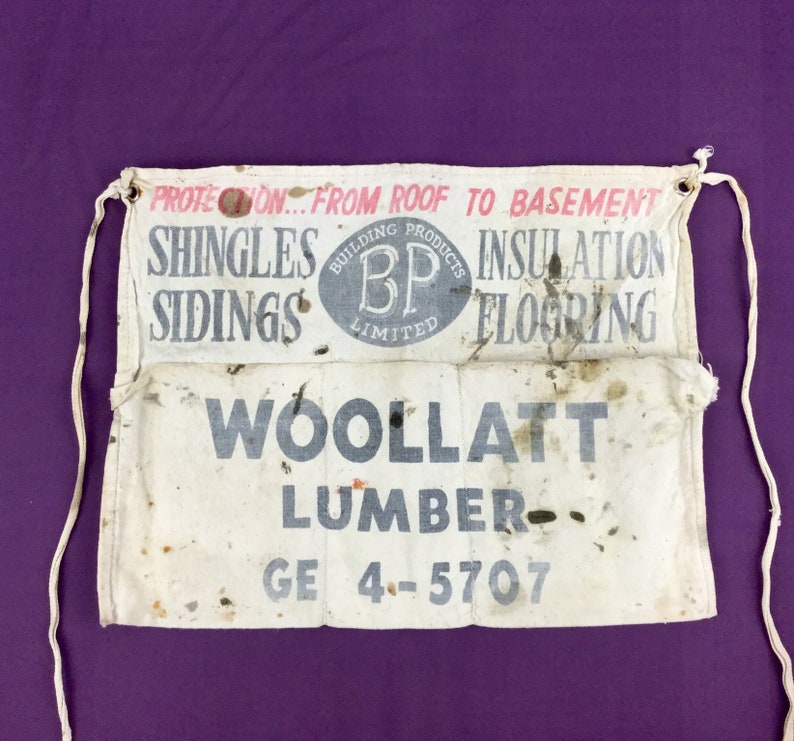 PROTECTION... FROM ROOF TO BASEMENT
SHINGLES
SIDINGS
BUILDING PRODUCTS
BP
LIMITED
INSULATION
FLOORING
WOOLLATT
LUMBER
GE 4-5707